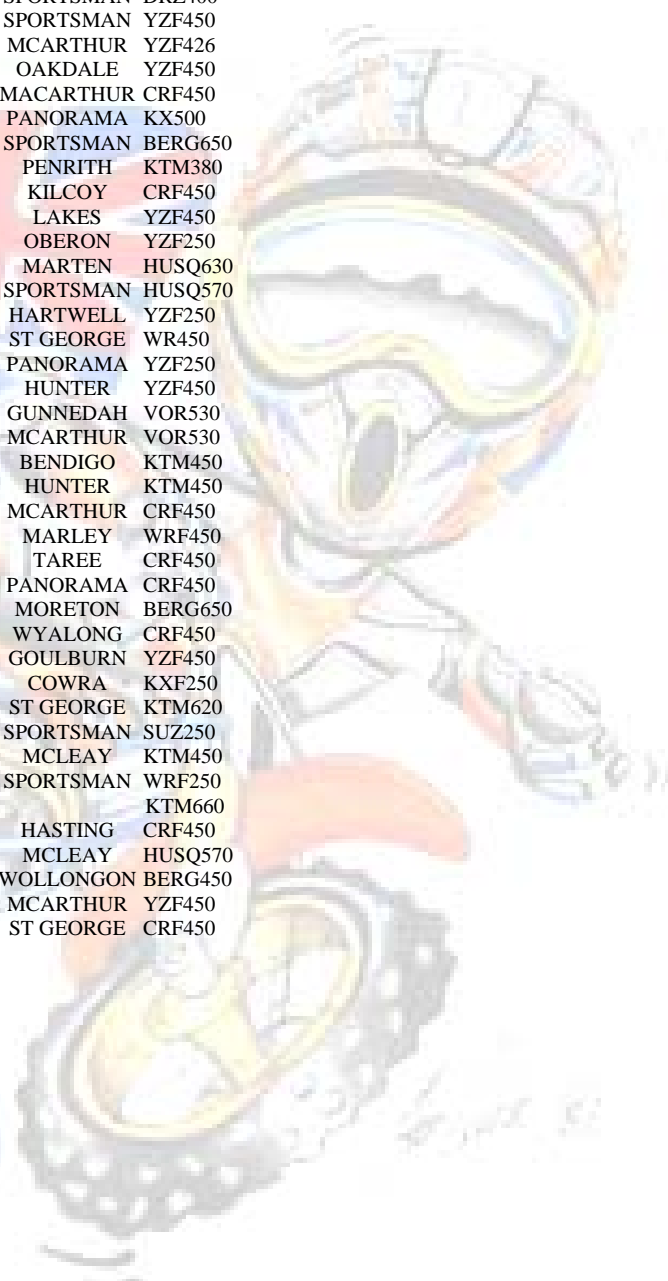 SPORTSMAN YZF450
MCARTHUR YZF426
OAKDALE YZF450
MACARTHUR CRF450
PANORAMA KX500
SPORTSMAN BERG650
PENRITH KTM380
KILCOY CRF450
LAKES YZF450
OBERON YZF250
MARTEN HUSQ630
SPORTSMAN HUSQ570
HARTWELL YZF250
ST GEORGE WR450
PANORAMA YZF250
HUNTER YZF450
GUNNEDAH VOR530
MCARTHUR VOR530
BENDIGO KTM450
HUNTER KTM450
MCARTHUR CRF450
MARLEY WRF450
TAREE CRF450
PANORAMA CRF450
MORETON BERG650
WYALONG CRF450
GOULBURN YZF450
COWRA KXF250
ST GEORGE KTM620
SPORTSMAN SUZ250
MCLEAY KTM450
SPORTSMAN WRF250
KTM660
HASTING CRF450
MCLEAY HUSQ570
WOLLONGON BERG450
MCARTHUR YZF450
ST GEORGE CRF450